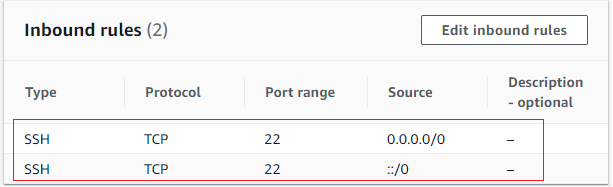 Inbound rules (2)
Edit inbound rules
Type Protocol Port range Source Description
- optional
SSH TCP 22 0.0.0.0/0 –
SSH TCP 22 ::/0 –